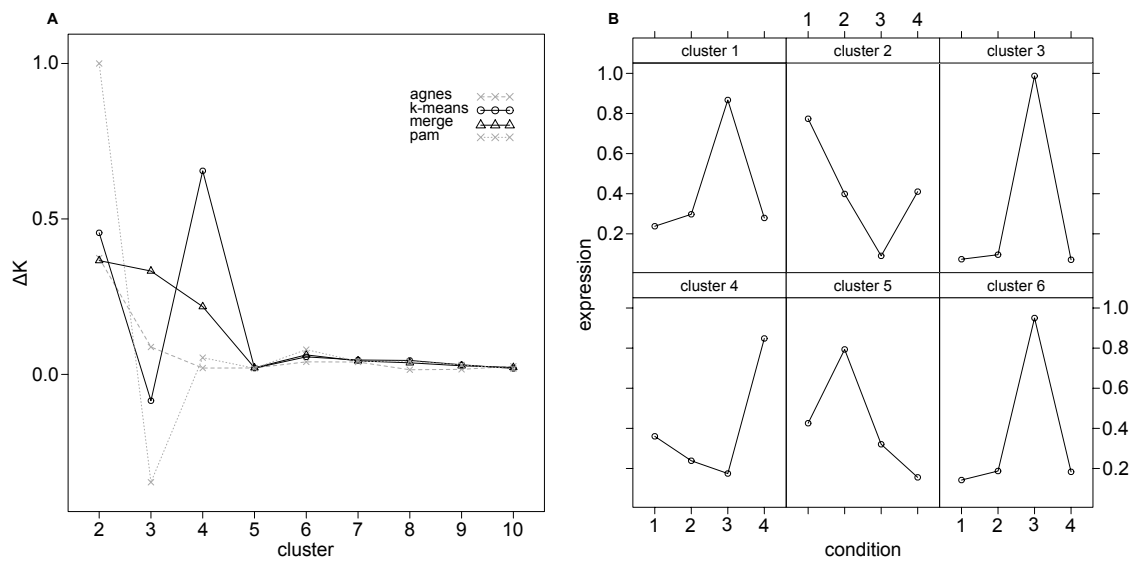 A
1.0
0.5
0.0
ΔK
2 3 4 5 6 7 8 9 10
cluster
agnes
k-means
merge
pam
B
1 2 3 4
cluster 1 cluster 2 cluster 3
1.0
0.8
0.6
0.4
0.2
expression
cluster 4 cluster 5 cluster 6
1.0
0.8
0.6
0.4
0.2
1 2 3 4 1 2 3 4
condition